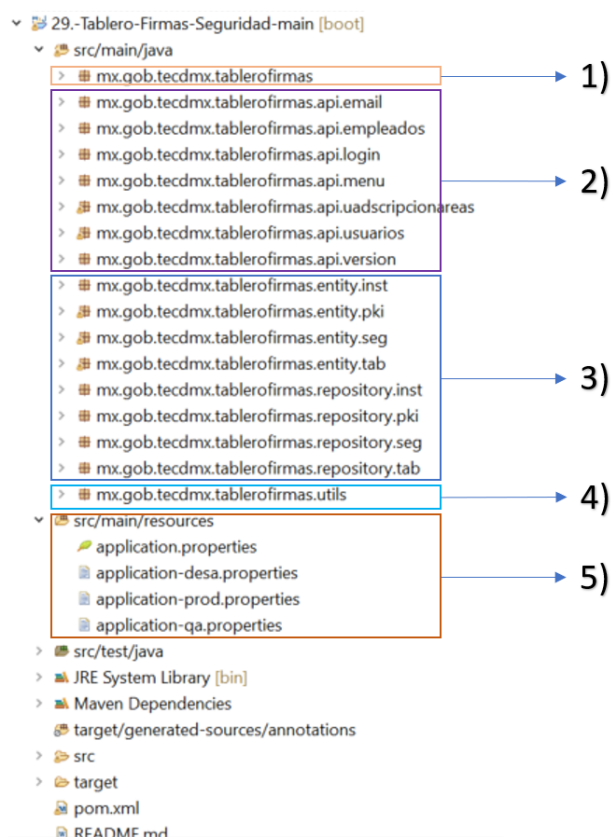 29.-Tablero-Firmas-Seguridad-main [boot]
src/main/java
mx.gob.tecdmx.tablerofirmas 1)
mx.gob.tecdmx.tablerofirmas.api.email
mx.gob.tecdmx.tablerofirmas.api.empleados
mx.gob.tecdmx.tablerofirmas.api.login
mx.gob.tecdmx.tablerofirmas.api.menu 2)
mx.gob.tecdmx.tablerofirmas.api.uadscripcionareas
mx.gob.tecdmx.tablerofirmas.api.usuarios
mx.gob.tecdmx.tablerofirmas.api.version
mx.gob.tecdmx.tablerofirmas.entity.inst
mx.gob.tecdmx.tablerofirmas.entity.pki
mx.gob.tecdmx.tablerofirmas.entity.seg
mx.gob.tecdmx.tablerofirmas.entity.tab
mx.gob.tecdmx.tablerofirmas.repository.inst 3)
mx.gob.tecdmx.tablerofirmas.repository.pki
mx.gob.tecdmx.tablerofirmas.repository.seg
mx.gob.tecdmx.tablerofirmas.repository.tab
mx.gob.tecdmx.tablerofirmas.utils 4)
src/main/resources
application.properties
application-desa.properties 5)
application-prod.properties
application-qa.properties
src/test/java
JRE System Library [bin]
Maven Dependencies
target/generated-sources/annotations
src
target
pom.xml
README.md